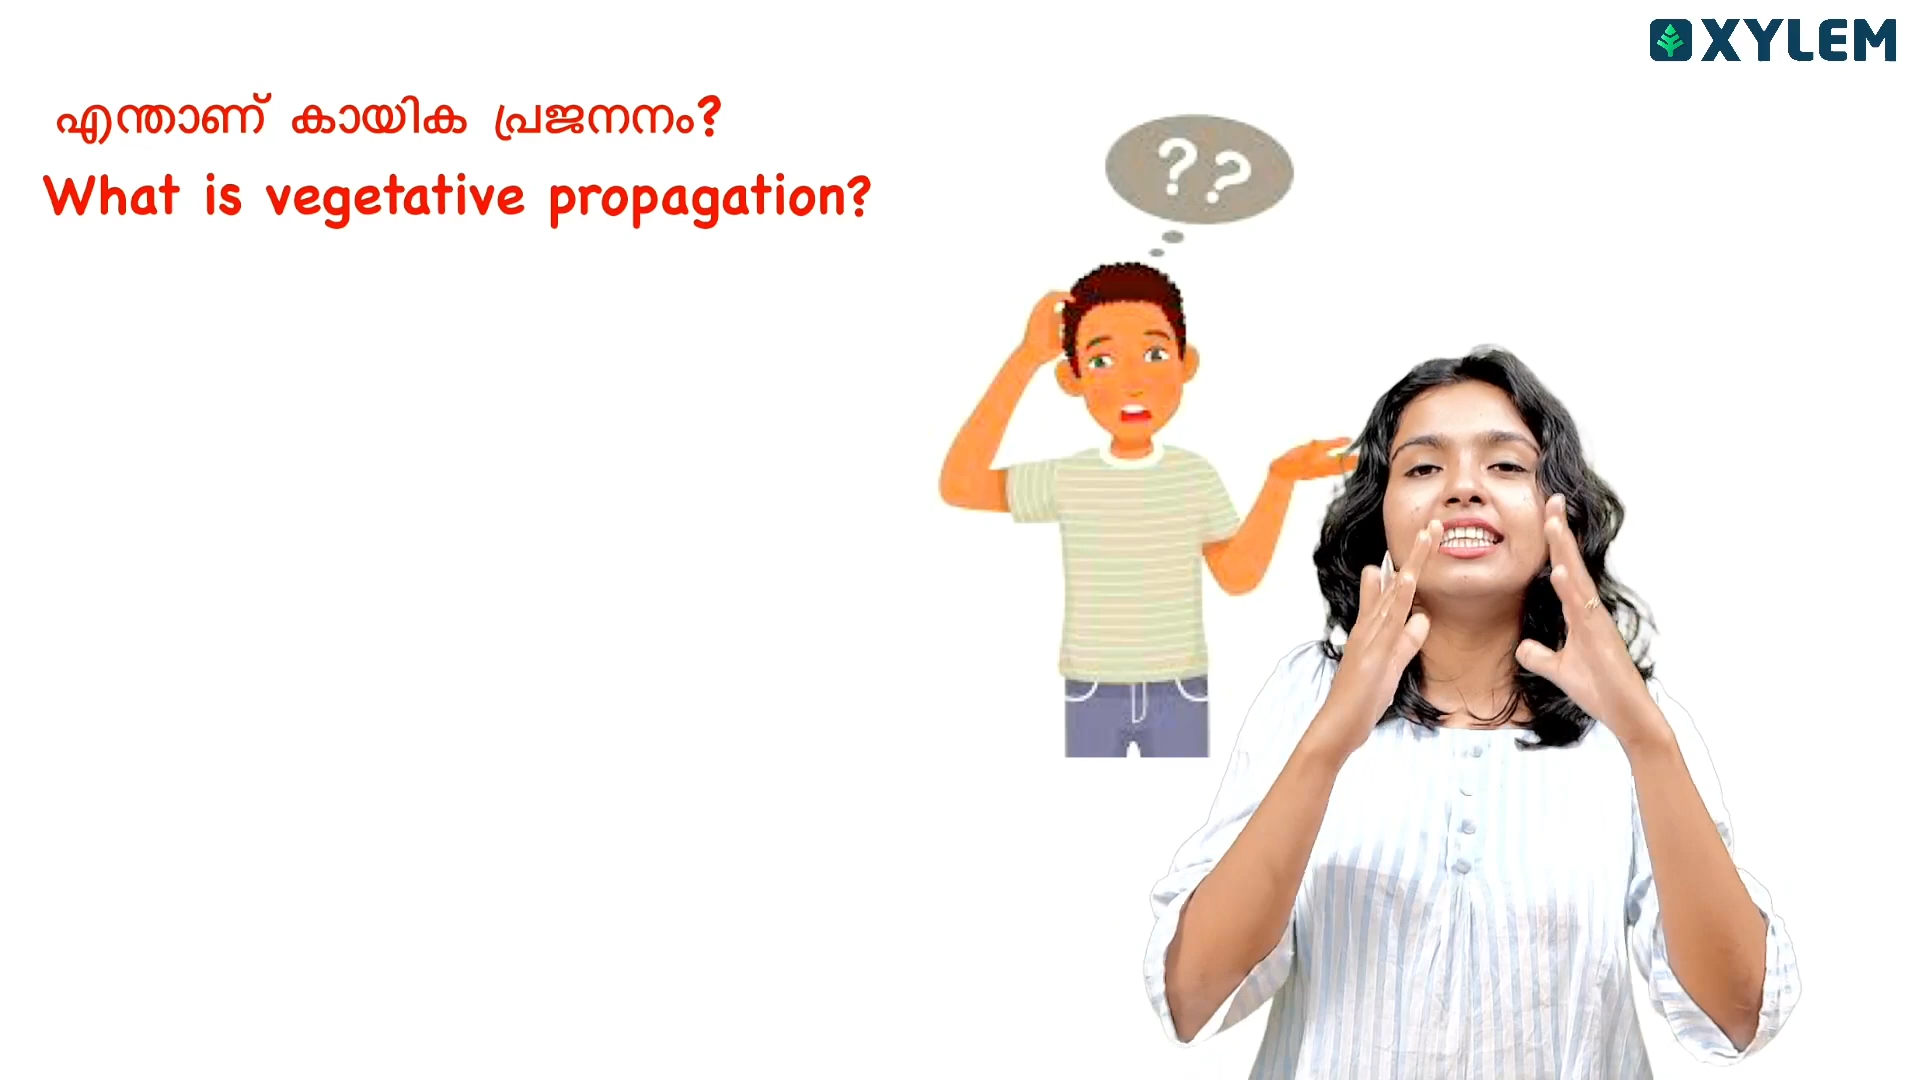 XYLEM
എന്താണ് കായിക പ്രജനനം?
What is vegetative propagation?
??